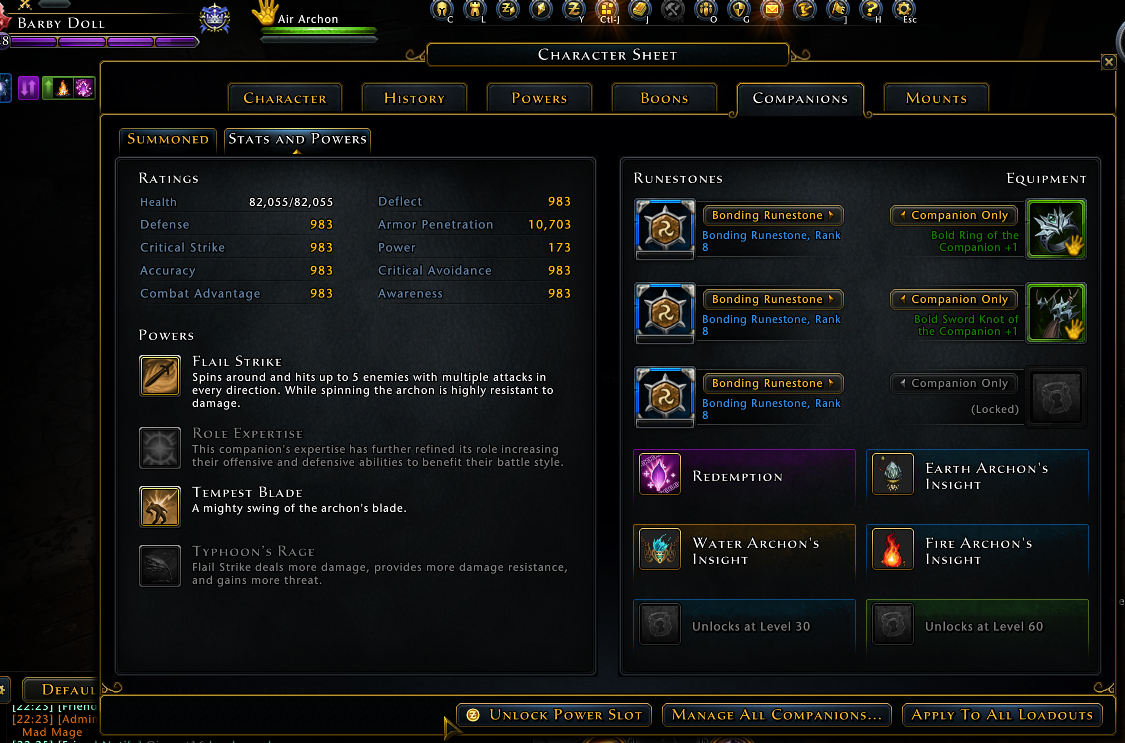 C L Z Y Ctl-J J K O G M I ] H Esc
Barby Doll
Air Archon
8
Character Sheet
Character History Powers Boons Companions Mounts
Summoned Stats and Powers
Ratings
Health 82,055/82,055 Deflect 983
Defense 983 Armor Penetration 10,703
Critical Strike 983 Power 173
Accuracy 983 Critical Avoidance 983
Combat Advantage 983 Awareness 983
Powers
Flail Strike
Spins around and hits up to 5 enemies with multiple attacks in
every direction. While spinning the archon is highly resistant to
damage.
Role Expertise
This companion's expertise has further refined its role increasing
their offensive and defensive abilities to benefit their battle style.
Tempest Blade
A mighty swing of the archon's blade.
Typhoon's Rage
Flail Strike deals more damage, provides more damage resistance,
and gains more threat.
Runestones Equipment
Bonding Runestone
Bonding Runestone, Rank
8
Companion Only
Bold Ring of the
Companion +1
Bonding Runestone
Bonding Runestone, Rank
8
Companion Only
Bold Sword Knot of
the Companion +1
Bonding Runestone
Bonding Runestone, Rank
8
Companion Only
(Locked)
Redemption
Earth Archon's
Insight
Water Archon's
Insight
Fire Archon's
Insight
Unlocks at Level 30
Unlocks at Level 60
Defaul
[22:23] [Friend
[22:23] [Admin
Mad Mage
Unlock Power Slot Manage All Companions... Apply To All Loadouts